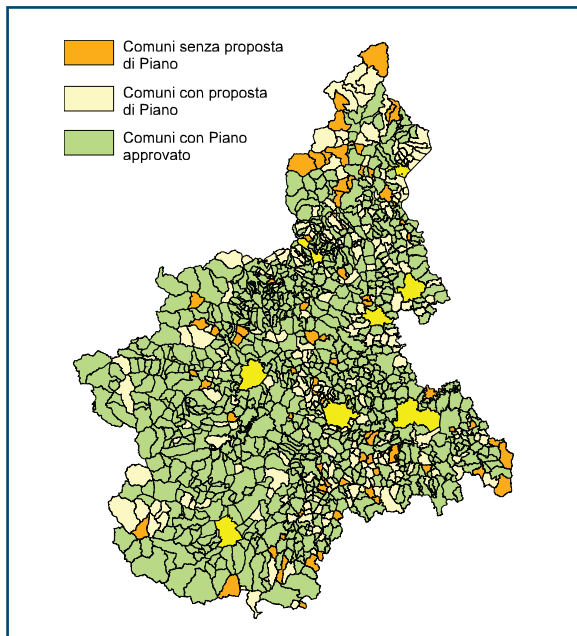 Comuni senza proposta
di Piano
Comuni con proposta
di Piano
Comuni con Piano
approvato